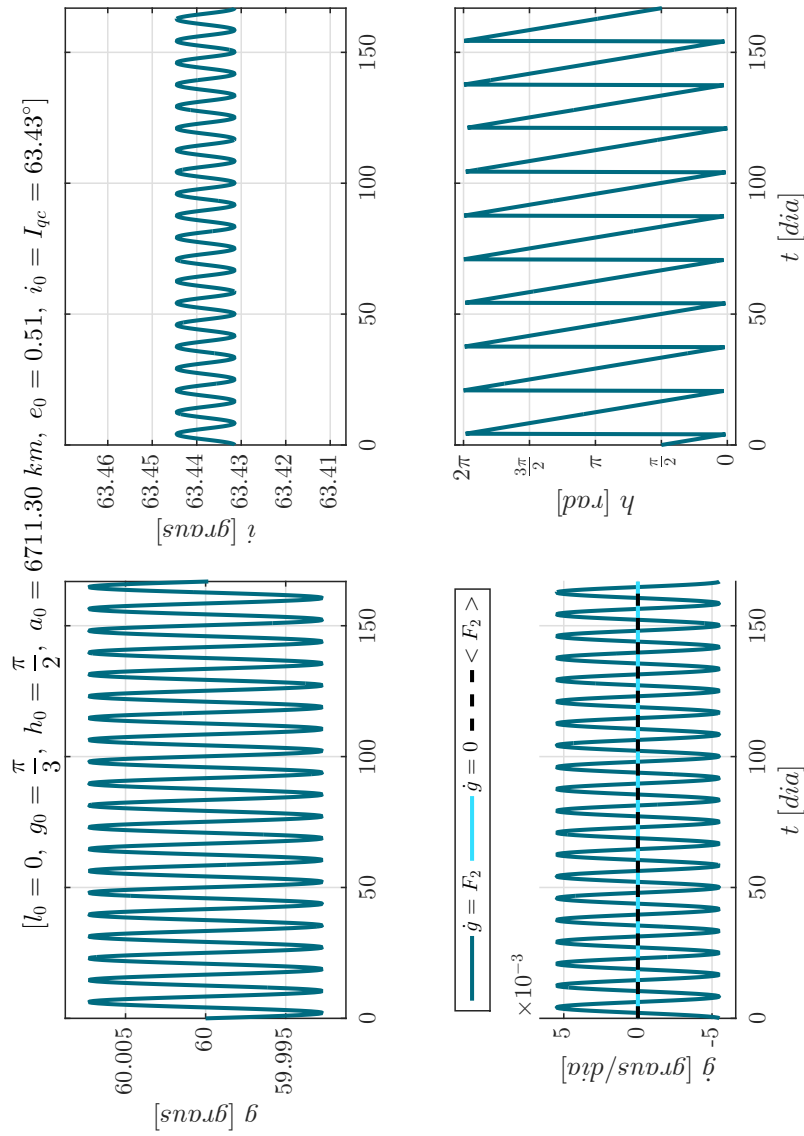 [l₀ = 0, g₀ = π/3, h₀ = π/2, a₀ = 6711.30 km, e₀ = 0.51, i₀ = I_qc = 63.43°]
g [graus]
60.005
60
59.995
0 50 100 150
i [graus]
63.46
63.45
63.44
63.43
63.42
63.41
0 50 100 150
ġ = F₂ ġ = 0 < F₂ >
×10⁻³
ġ [graus/dia]
5
0
-5
0 50 100 150
t [dia]
h [rad]
2π
3π/2
π
π/2
0
0 50 100 150
t [dia]